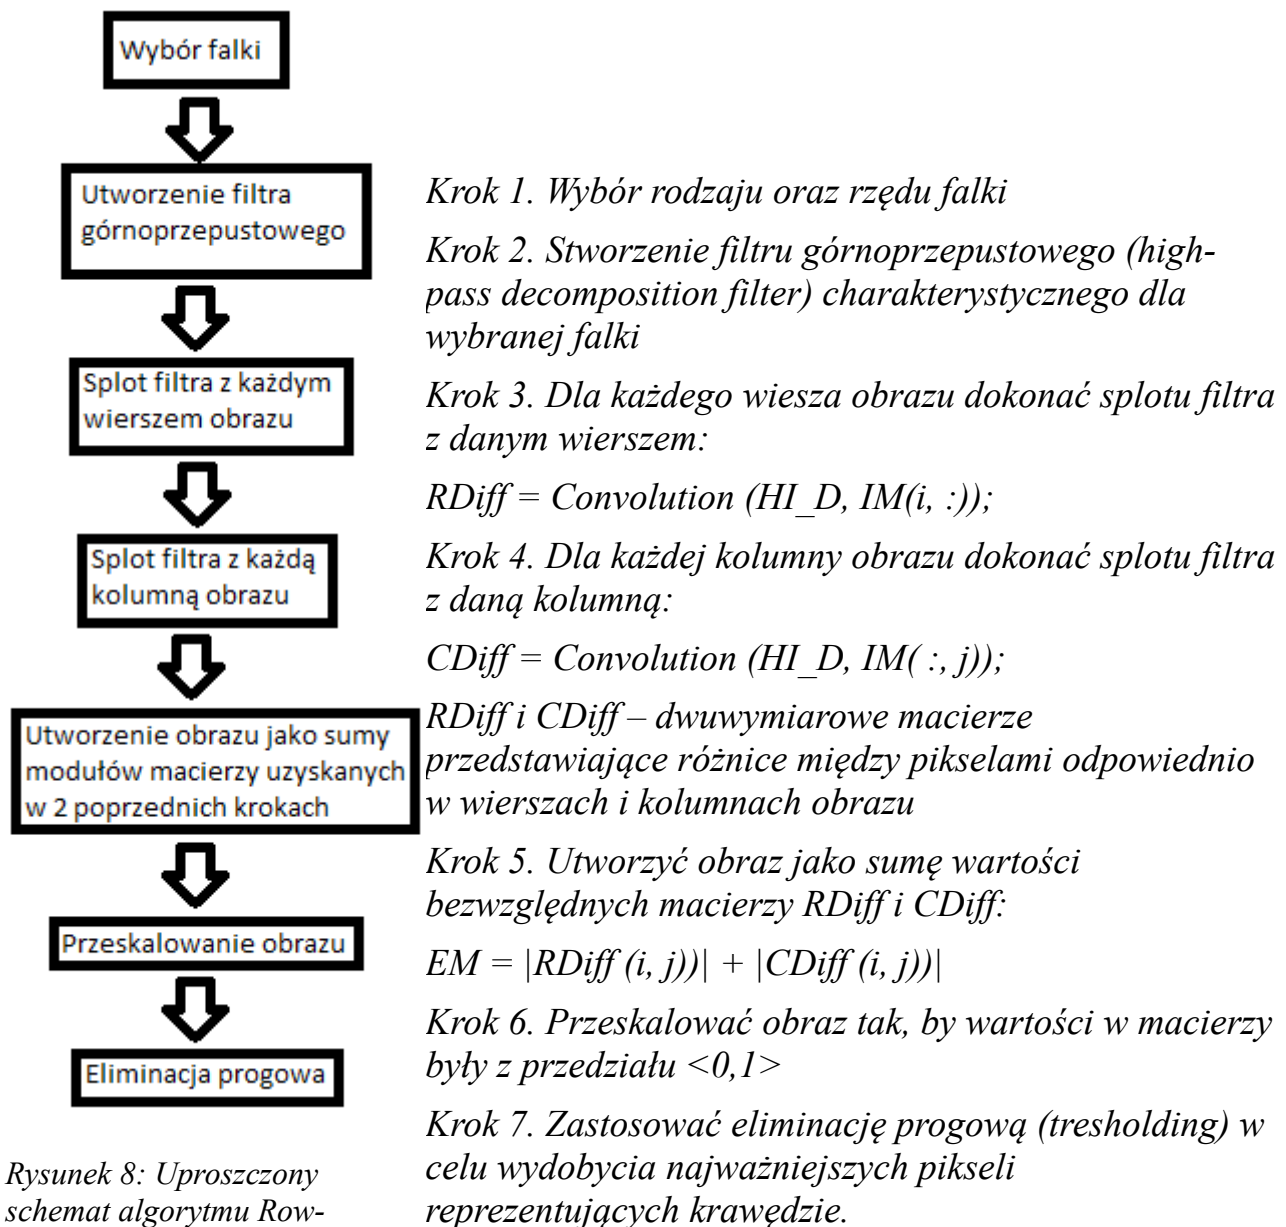 Wybór falki
Utworzenie filtra
górnoprzepustowego
Splot filtra z każdym
wierszem obrazu
Splot filtra z każdą
kolumną obrazu
Utworzenie obrazu jako sumy
modułów macierzy uzyskanych
w 2 poprzednich krokach
Przeskalowanie obrazu
Eliminacja progowa
Rysunek 8: Uproszczony
schemat algorytmu Row-
Krok 1. Wybór rodzaju oraz rzędu falki
Krok 2. Stworzenie filtru górnoprzepustowego (high-
pass decomposition filter) charakterystycznego dla
wybranej falki
Krok 3. Dla każdego wiesza obrazu dokonać splotu filtra
z danym wierszem:
RDiff = Convolution (HI_D, IM(i, :));
Krok 4. Dla każdej kolumny obrazu dokonać splotu filtra
z daną kolumną:
CDiff = Convolution (HI_D, IM( :, j));
RDiff i CDiff – dwuwymiarowe macierze
przedstawiające różnice między pikselami odpowiednio
w wierszach i kolumnach obrazu
Krok 5. Utworzyć obraz jako sumę wartości
bezwzględnych macierzy RDiff i CDiff:
EM = |RDiff (i, j))| + |CDiff (i, j))|
Krok 6. Przeskalować obraz tak, by wartości w macierzy
były z przedziału <0,1>
Krok 7. Zastosować eliminację progową (tresholding) w
celu wydobycia najważniejszych pikseli
reprezentujących krawędzie.